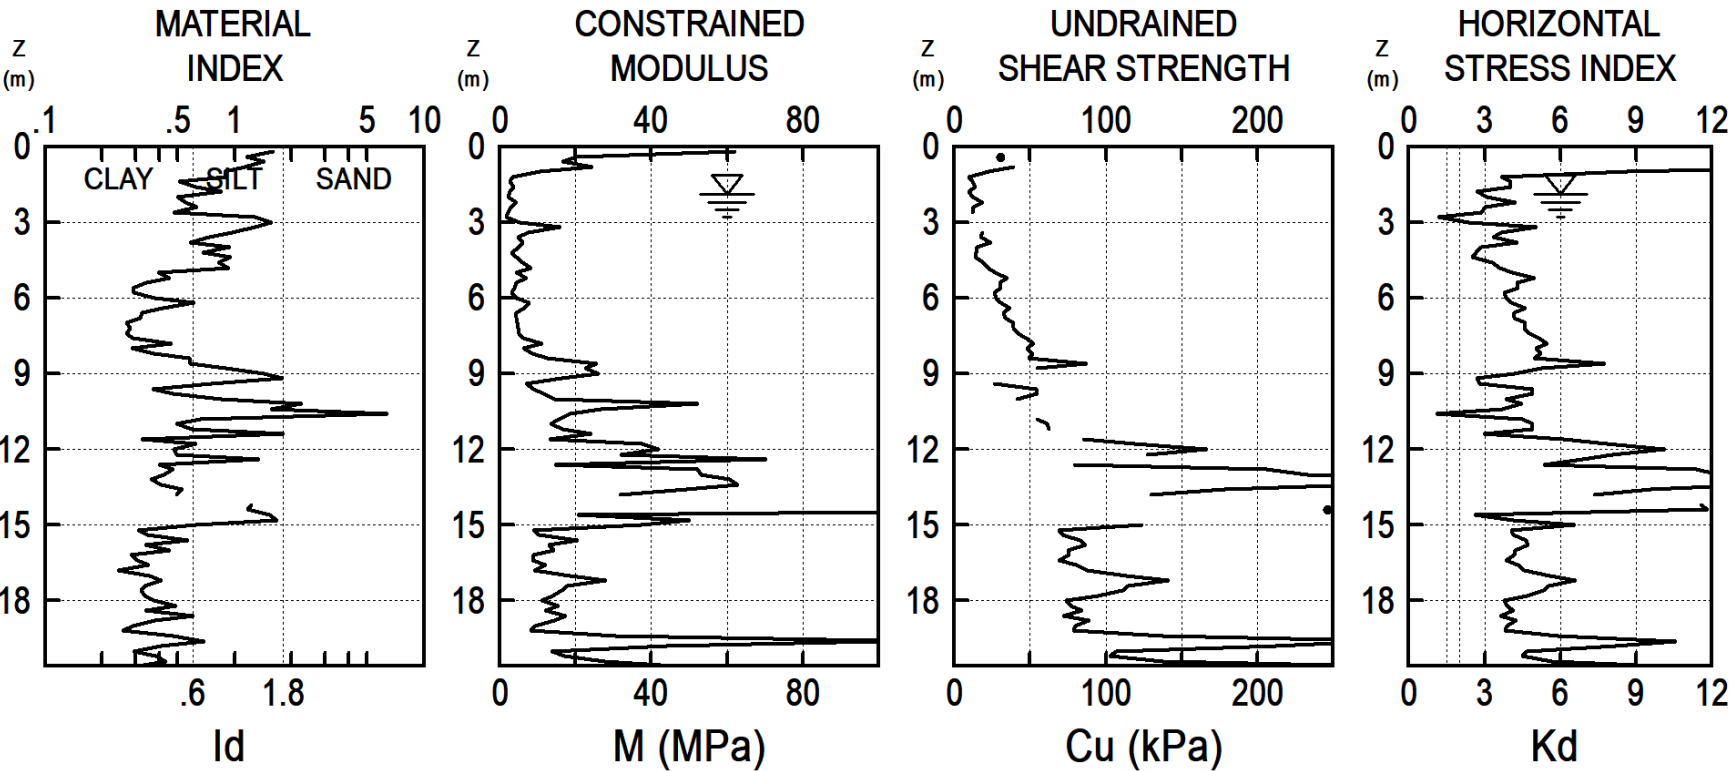 MATERIAL
INDEX
z
(m)
.1 .5 1 5 10
0
3
6
9
12
15
18
CLAY SILT SAND
.6 1.8
Id
CONSTRAINED
MODULUS
z
(m)
0 40 80
0
3
6
9
12
15
18
0 40 80
M (MPa)
UNDRAINED
SHEAR STRENGTH
z
(m)
0 100 200
0
3
6
9
12
15
18
0 100 200
Cu (kPa)
HORIZONTAL
STRESS INDEX
z
(m)
0 3 6 9 12
0
3
6
9
12
15
18
0 3 6 9 12
Kd